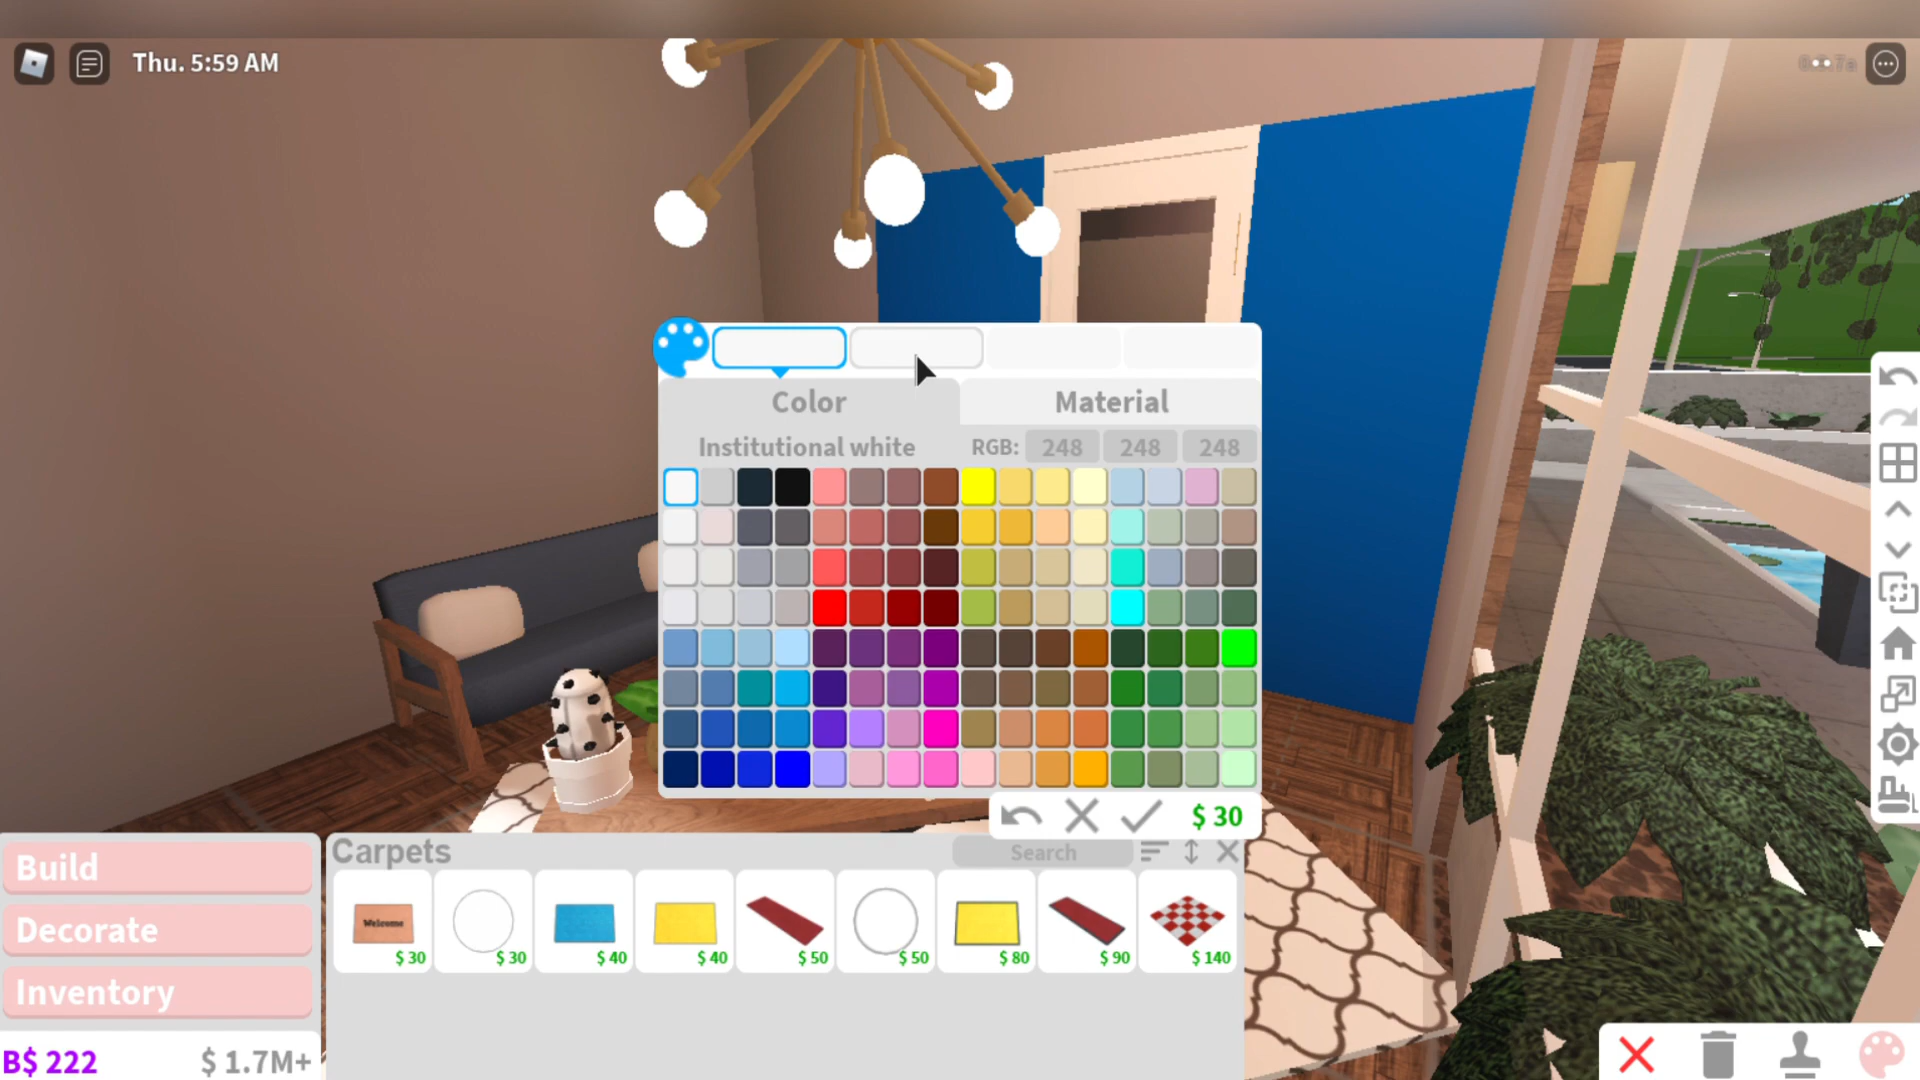 Thu. 5:59 AM
Color
Material
Institutional white
RGB: 248 248 248
$ 30
Build
Decorate
Inventory
B$ 222
$ 1.7M+
Carpets
Search
Welcome
$ 30
$ 30
$ 40
$ 40
$ 50
$ 50
$ 80
$ 90
$ 140